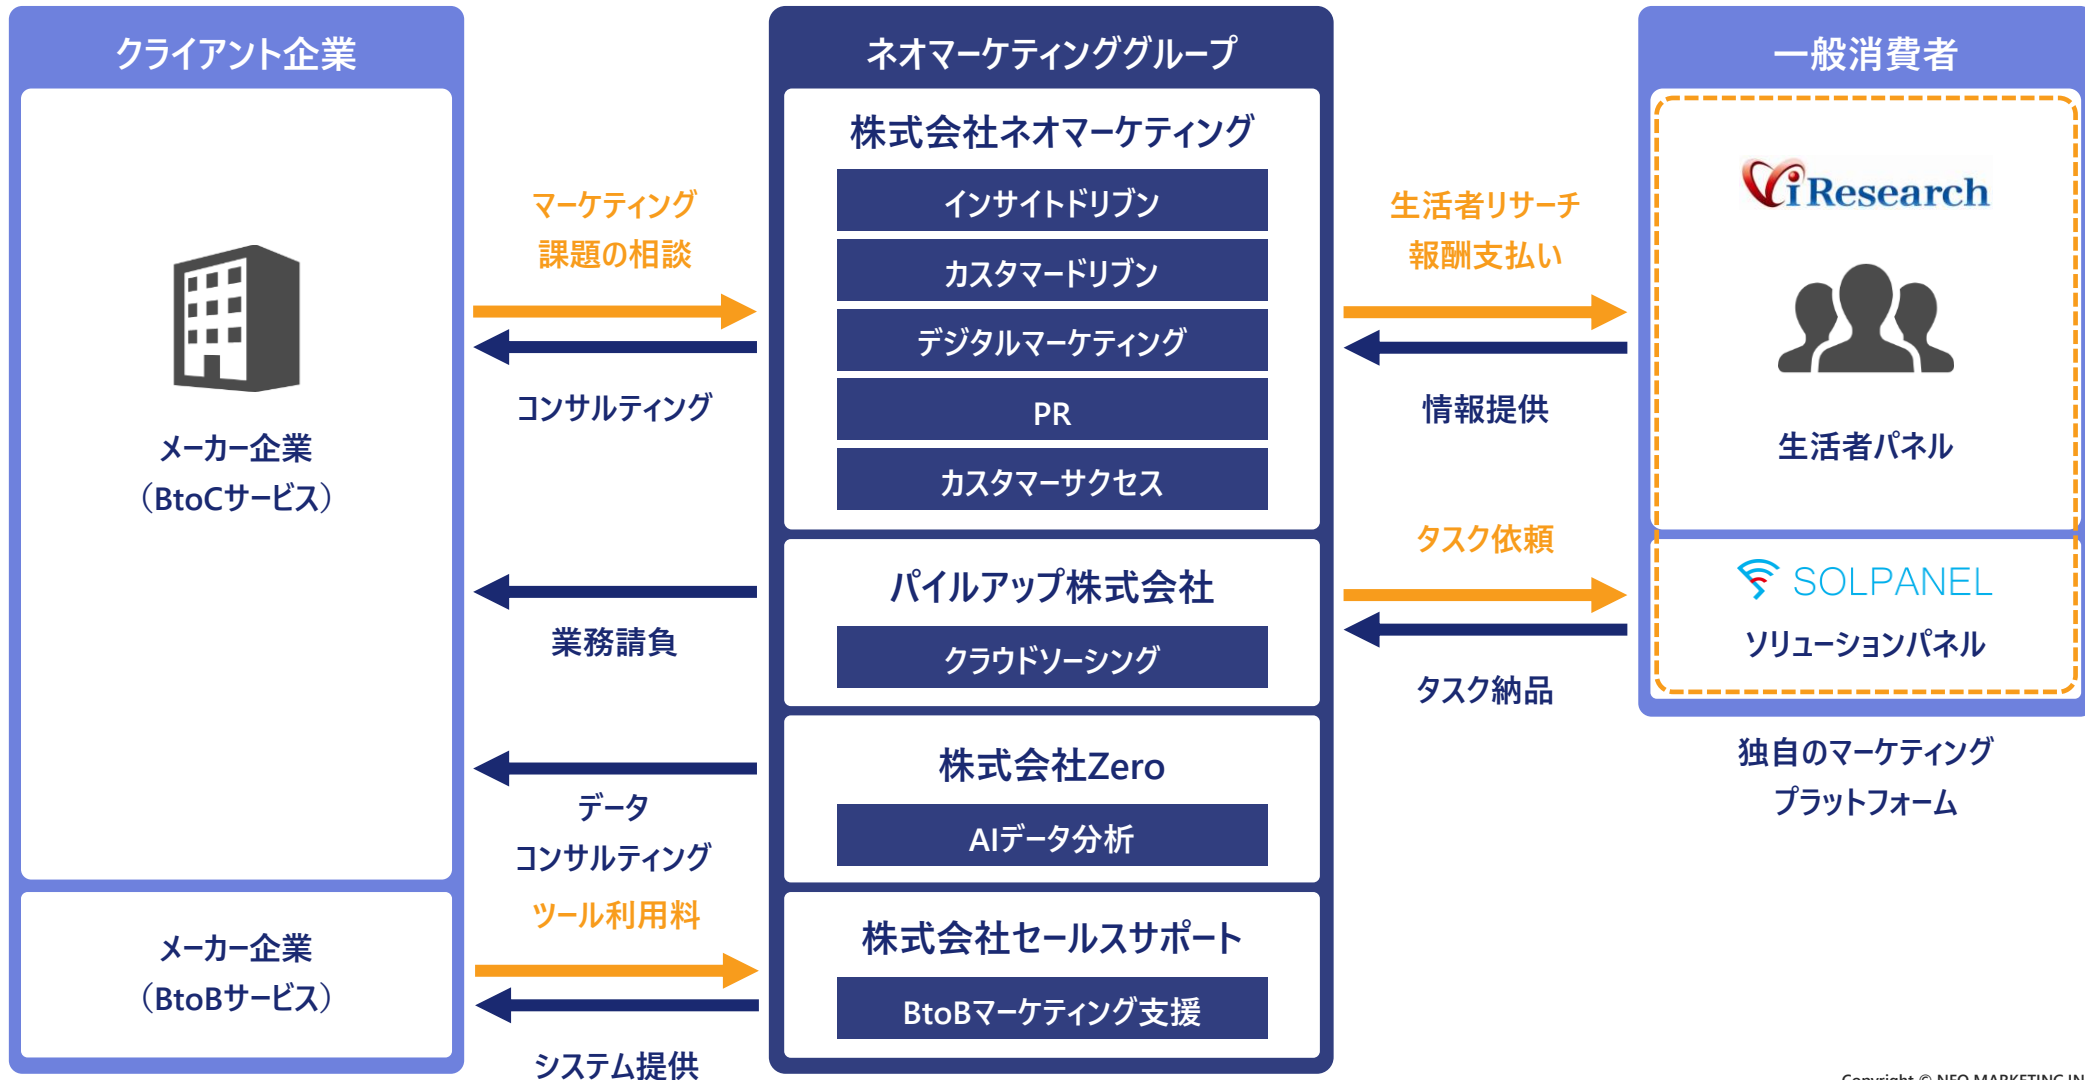 クライアント企業
メーカー企業
（BtoCサービス）
メーカー企業
（BtoBサービス）
マーケティング
課題の相談
コンサルティング
業務請負
データ
コンサルティング
ツール利用料
システム提供
ネオマーケティンググループ
株式会社ネオマーケティング
インサイトドリブン
カスタマードリブン
デジタルマーケティング
PR
カスタマーサクセス
パイルアップ株式会社
クラウドソーシング
株式会社Zero
AIデータ分析
株式会社セールスサポート
BtoBマーケティング支援
生活者リサーチ
報酬支払い
情報提供
タスク依頼
タスク納品
一般消費者
iResearch
生活者パネル
SOLPANEL
ソリューションパネル
独自のマーケティング
プラットフォーム
Copyright © NEO MARKETING IN